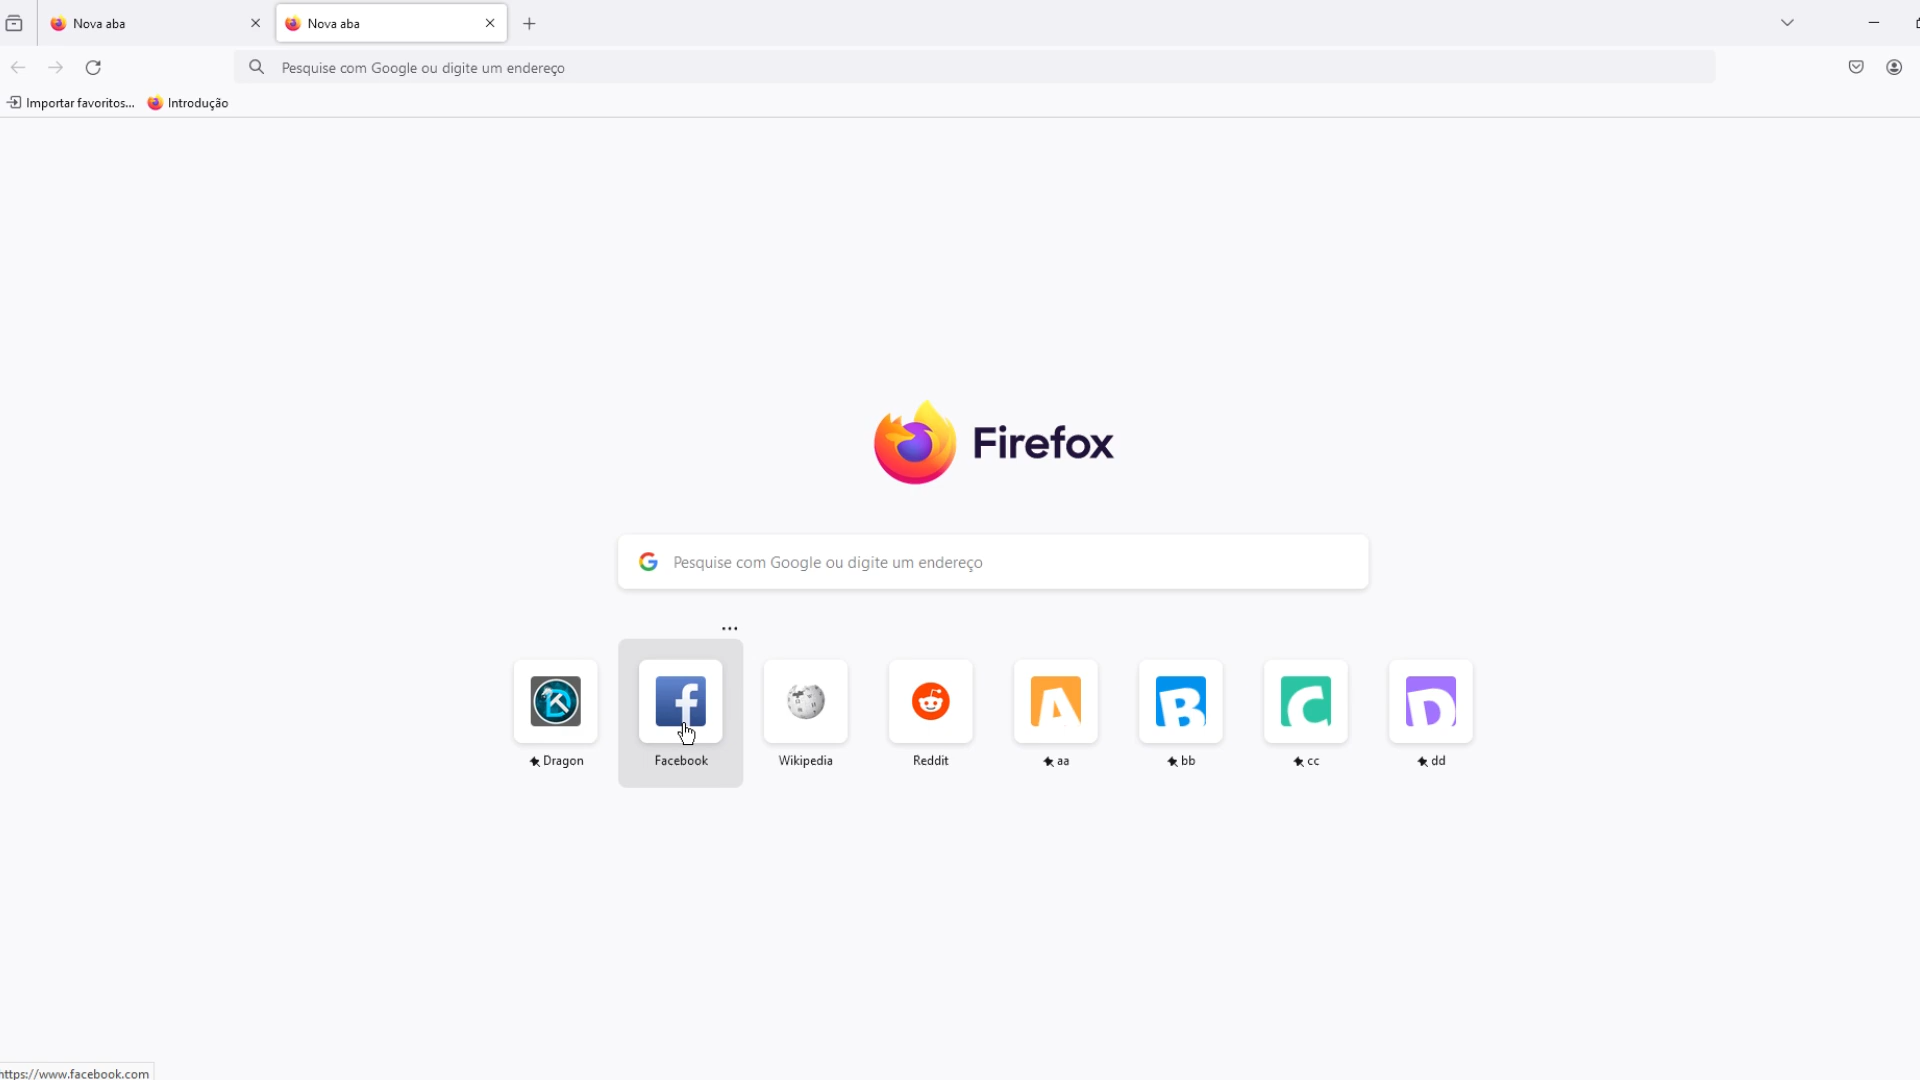 Nova aba
Nova aba
Pesquise com Google ou digite um endereço
Importar favoritos...
Introdução
Firefox
Pesquise com Google ou digite um endereço
Dragon
Facebook
Wikipedia
Reddit
aa
bb
cc
dd
https://www.facebook.com